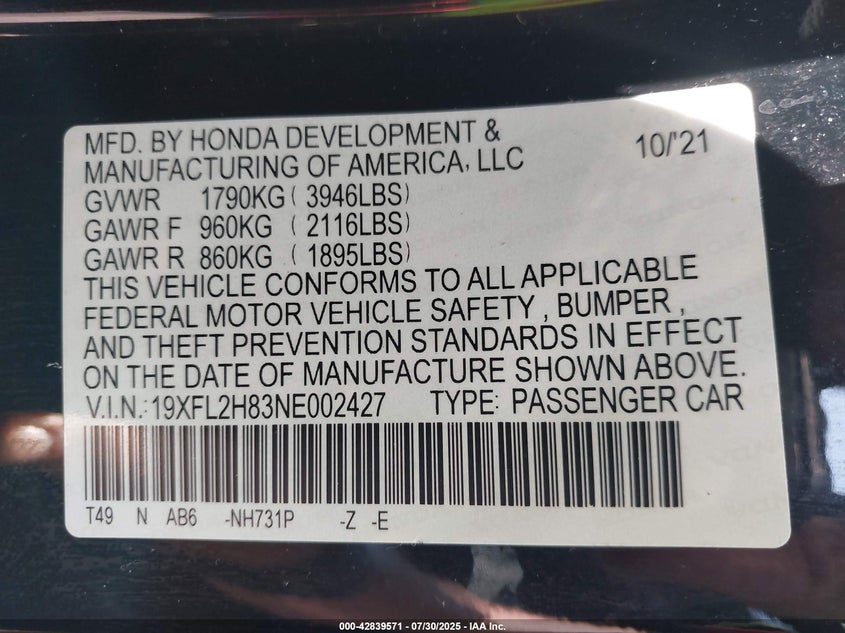 MFD. BY HONDA DEVELOPMENT &
MANUFACTURING OF AMERICA, LLC 10/'21
GVWR 1790KG ( 3946LBS)
GAWR F 960KG ( 2116LBS)
GAWR R 860KG ( 1895LBS)
THIS VEHICLE CONFORMS TO ALL APPLICABLE
FEDERAL MOTOR VEHICLE SAFETY , BUMPER ,
AND THEFT PREVENTION STANDARDS IN EFFECT
ON THE DATE OF MANUFACTURE SHOWN ABOVE.
V.I.N.: 19XFL2H83NE002427 TYPE: PASSENGER CAR
T49 N AB6 -NH731P -Z -E
000-42839571 - 07/30/2025 - IAA Inc.